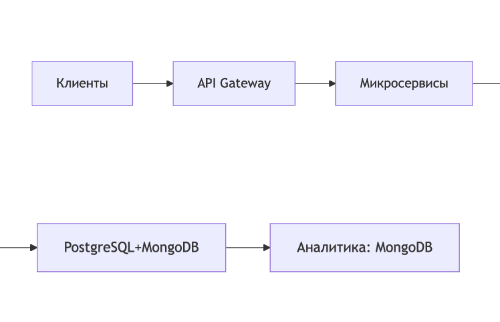 Клиенты
API Gateway
Микросервисы
PostgreSQL+MongoDB
Аналитика: MongoDB